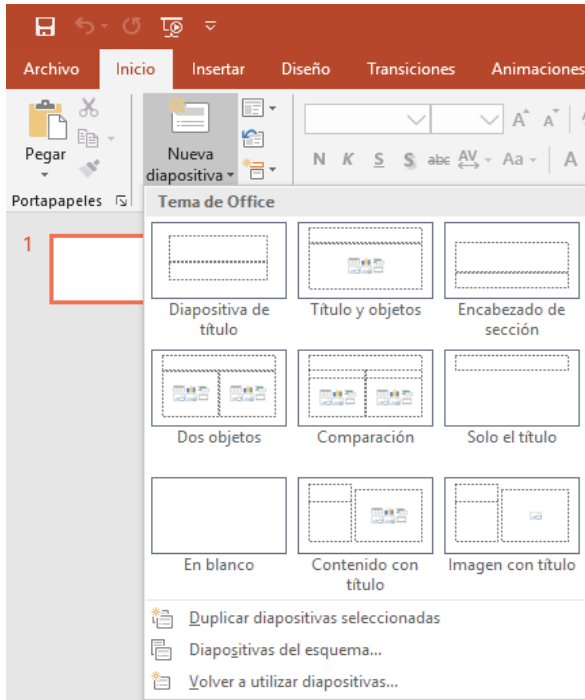 Archivo Inicio Insertar Diseño Transiciones Animaciones
Pegar
Nueva
diapositiva
A A
N K S S abc AV Aa A
Portapapeles
Tema de Office
1
Diapositiva de
título
Título y objetos
Encabezado de
sección
Dos objetos
Comparación
Solo el título
En blanco
Contenido con
título
Imagen con título
Duplicar diapositivas seleccionadas
Diapositivas del esquema...
Volver a utilizar diapositivas...